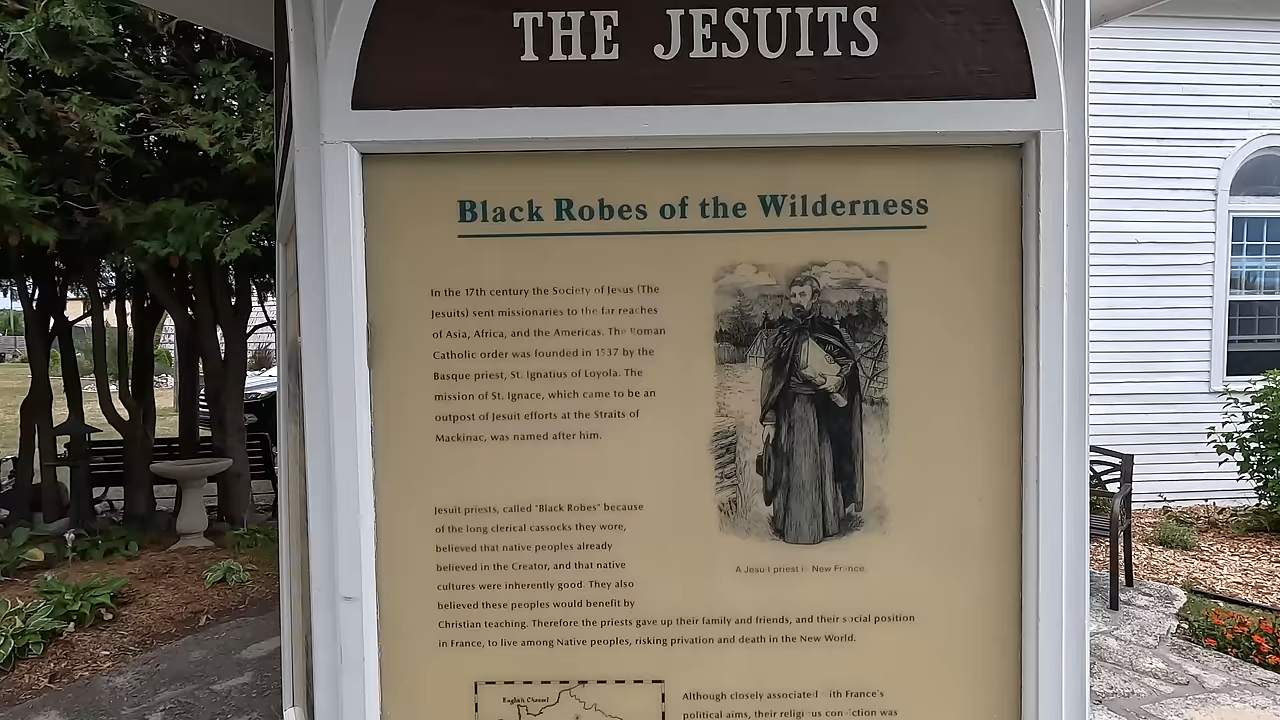 THE JESUITS
Black Robes of the Wilderness
In the 17th century the Society of Jesus (The
Jesuits) sent missionaries to the far reaches
of Asia, Africa, and the Americas. The Roman
Catholic order was founded in 1537 by the
Basque priest, St. Ignatius of Loyola. The
mission of St. Ignace, which came to be an
outpost of Jesuit efforts at the Straits of
Mackinac, was named after him.
A Jesuit priest in New France
Jesuit priests, called "Black Robes" because
of the long clerical cassocks they wore,
believed that native peoples already
believed in the Creator, and that native
cultures were inherently good. They also
believed these peoples would benefit by
Christian teaching. Therefore the priests gave up their family and friends, and their social position
in France, to live among Native peoples, risking privation and death in the New World.
English Channel
Although closely associated with France's
political aims, their religious conviction was